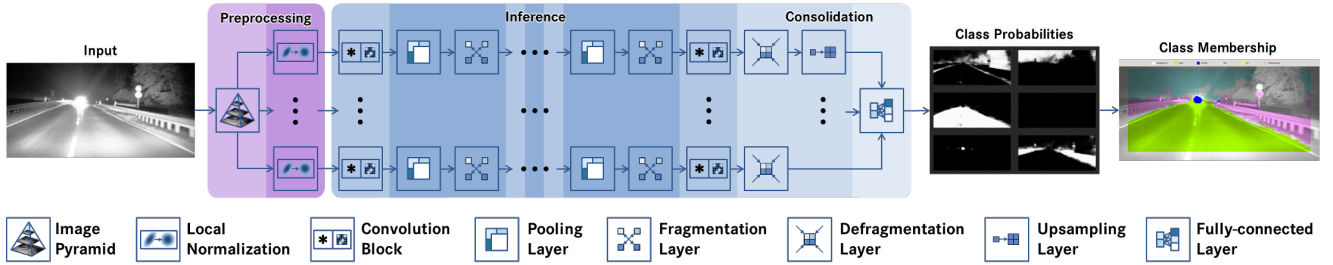 Preprocessing
Inference
Consolidation
Input
Class Probabilities
Class Membership
Image
Pyramid
Local
Normalization
Convolution
Block
Pooling
Layer
Fragmentation
Layer
Defragmentation
Layer
Upsampling
Layer
Fully-connected
Layer